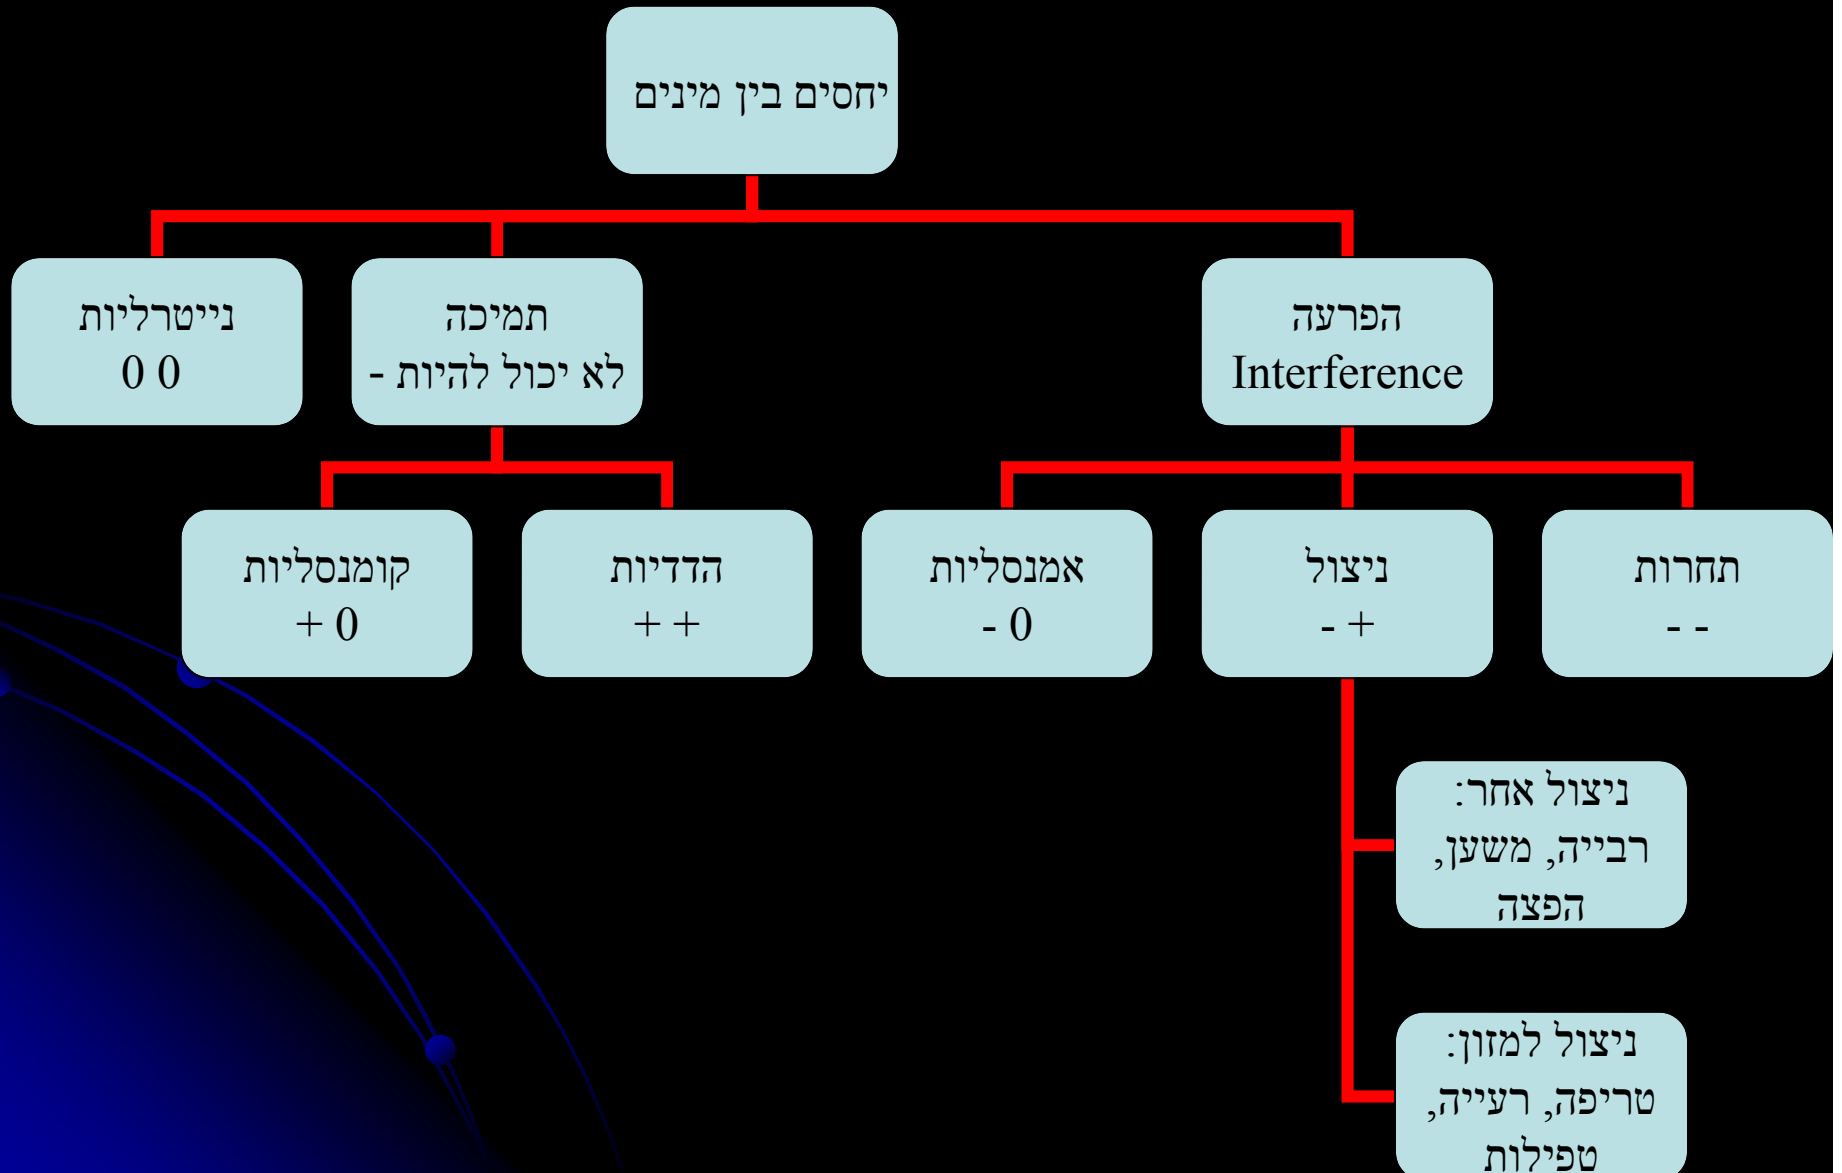 יחסים בין מינים
הפרעה
Interference
תמיכה
לא יכול להיות -
נייטרליות
0 0
תחרות
- -
ניצול
- +
אמנסליות
- 0
הדדיות
+ +
קומנסליות
+ 0
ניצול אחר:
רבייה, משען,
הפצה
ניצול למזון:
טריפה, רעייה,
טפילות